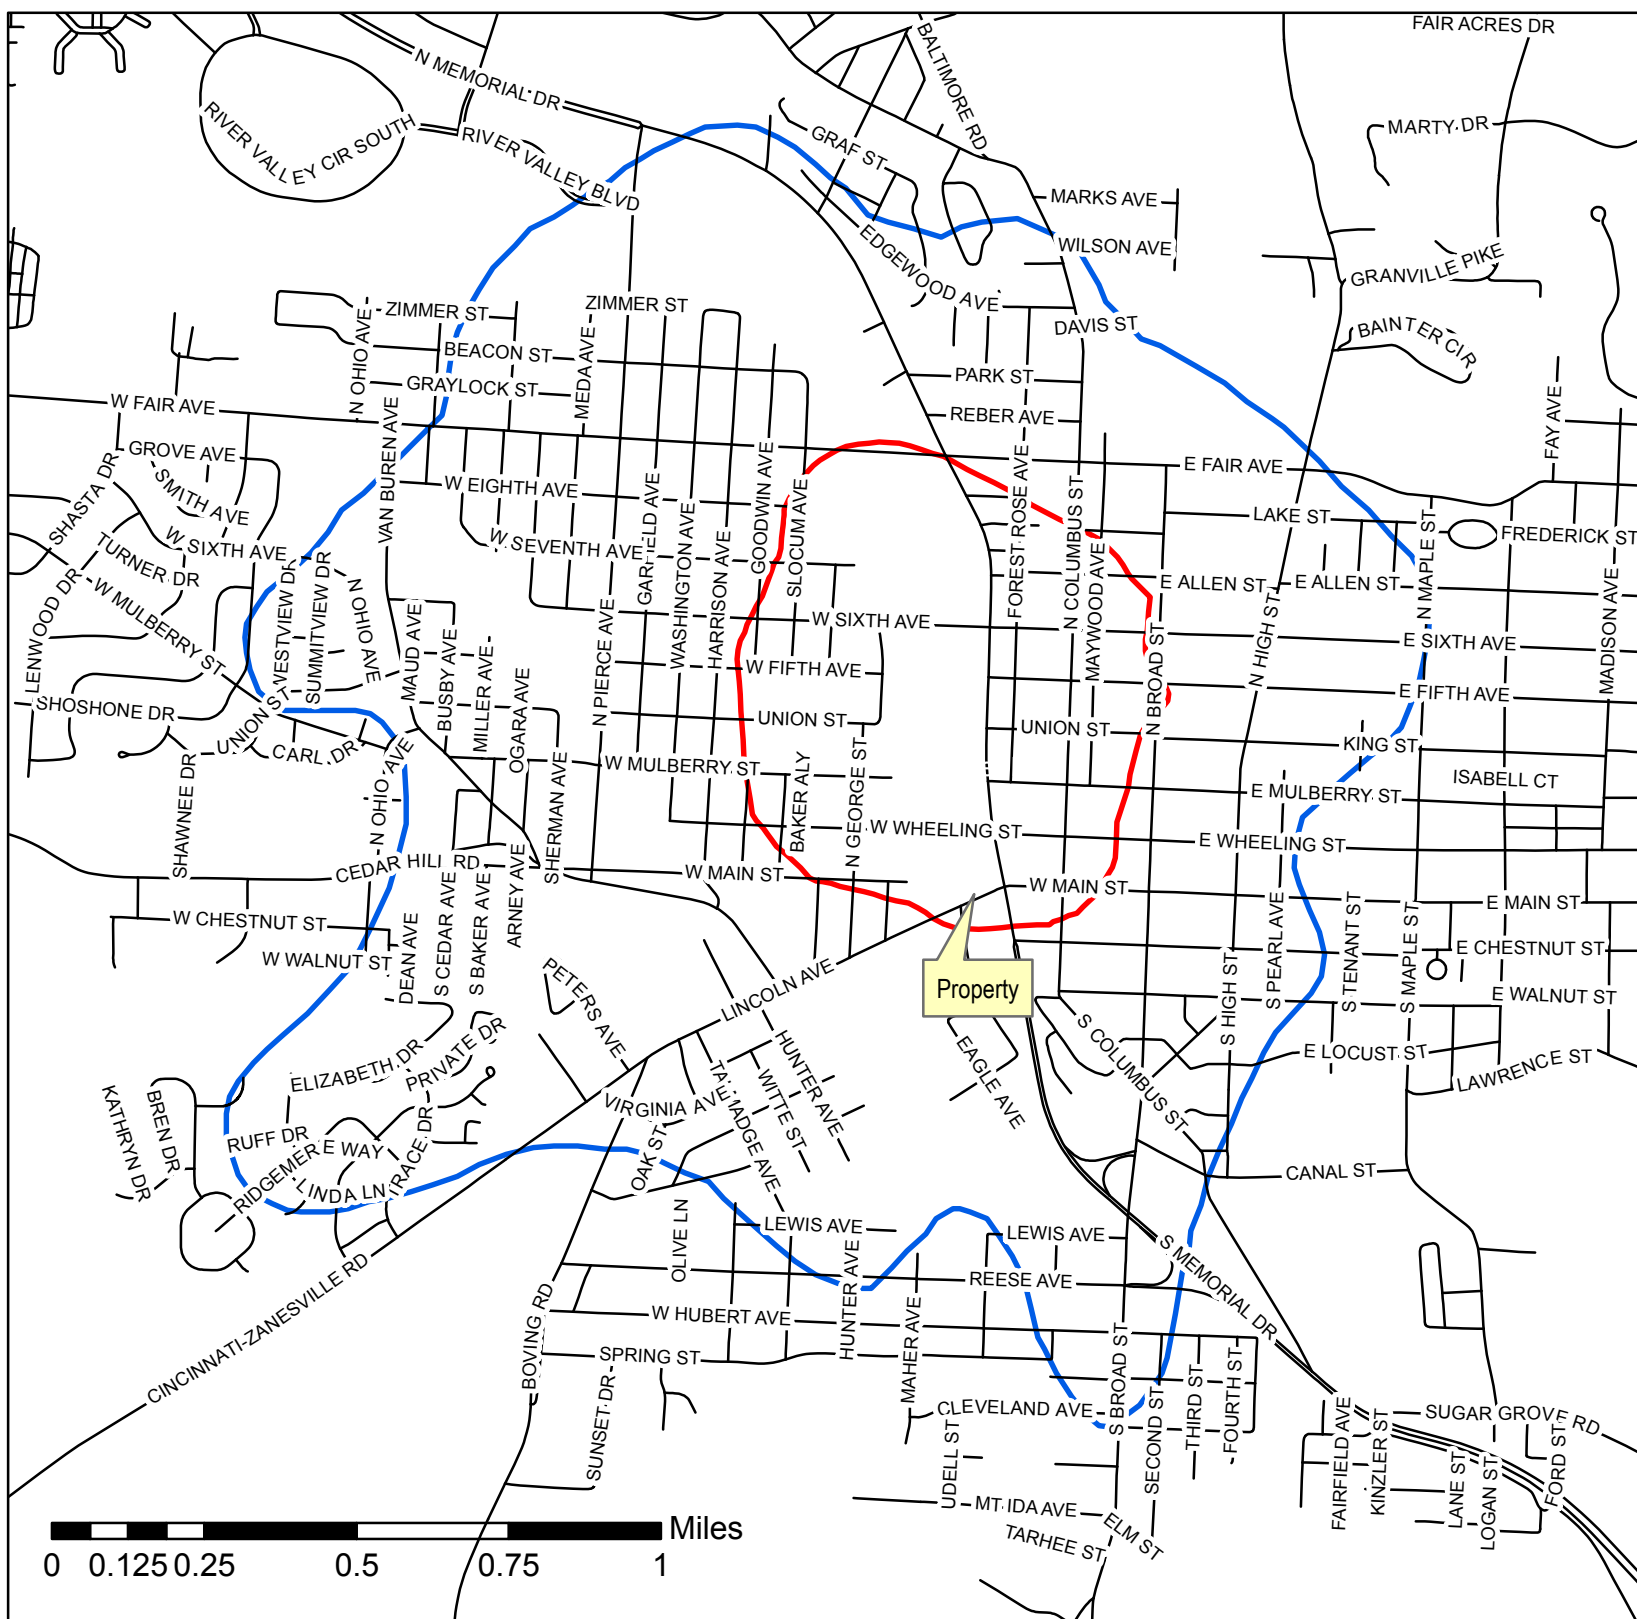 FAIR ACRES DR
BALTIMORE RD
N MEMORIAL DR
RIVER VALLEY CIR SOUTH
RIVER VALLEY BLVD
GRAF ST
MARTY DR
MARKS AVE
WILSON AVE
EDGEWOOD AVE
GRANVILLE PIKE
ZIMMER ST
ZIMMER ST
DAVIS ST
BAINTER CIR
N OHIO AVE
BEACON ST
MEDA AVE
GRAYLOCK ST
PARK ST
REBER AVE
FAY AVE
W FAIR AVE
VAN BUREN AVE
GROVE AVE
SMITH AVE
SHASTA DR
E FAIR AVE
W EIGHTH AVE
GARFIELD AVE
WASHINGTON AVE
HARRISON AVE
GOODWIN AVE
SLOCUM AVE
FOREST ROSE AVE
N COLUMBUS ST
MAYWOOD AVE
LAKE ST
N MAPLE ST
FREDERICK ST
W SIXTH AVE
W SEVENTH AVE
TURNER DR
W MULBERRY ST
LENWOOD DR
WESTVIEW DR
SUMMITVIEW DR
N OHIO AVE
E ALLEN ST
E ALLEN ST
MADISON AVE
W SIXTH AVE
E SIXTH AVE
MAUD AVE
BUSBY AVE
MILLER AVE
OGARA AVE
N PIERCE AVE
W FIFTH AVE
E FIFTH AVE
N BROAD ST
N HIGH ST
SHOSHONE DR
UNION ST
CARL DR
UNION ST
UNION ST
KING ST
SHAWNEE DR
N OHIO AVE
SHERMAN AVE
W MULBERRY ST
BAKER ALY
N GEORGE ST
E MULBERRY ST
ISABELL CT
W WHEELING ST
E WHEELING ST
CEDAR HILL RD
W MAIN ST
W MAIN ST
E MAIN ST
W CHESTNUT ST
DEAN AVE
S CEDAR AVE
S BAKER AVE
ARNEY AVE
S PEARL AVE
S TENANT ST
S MAPLE ST
E CHESTNUT ST
W WALNUT ST
PETERS AVE
LINCOLN AVE
Property
S HIGH ST
E WALNUT ST
ELIZABETH DR
PRIVATE DR
HUNTER AVE
EAGLE AVE
S COLUMBUS ST
E LOCUST ST
LAWRENCE ST
KATHRYN DR
BREN DR
VIRGINIA AVE
TALMADGE AVE
WITTE ST
RUFF DR
RIDGEMERE WAY
TRACE DR
LINDA LN
OAK ST
CANAL ST
OLIVE LN
LEWIS AVE
LEWIS AVE
HUNTER AVE
REESE AVE
S MEMORIAL DR
CINCINNATI-ZANESVILLE RD
BOVING RD
W HUBERT AVE
MAHER AVE
SPRING ST
SUNSET DR
S BROAD ST
SECOND ST
THIRD ST
FOURTH ST
CLEVELAND AVE
UDELL ST
FAIRFIELD AVE
KINZLER ST
SUGAR GROVE RD
LANE ST
LOGAN ST
FORD ST
MT IDA AVE
ELM ST
TARHEE ST
Miles
0 0.125 0.25 0.5 0.75 1